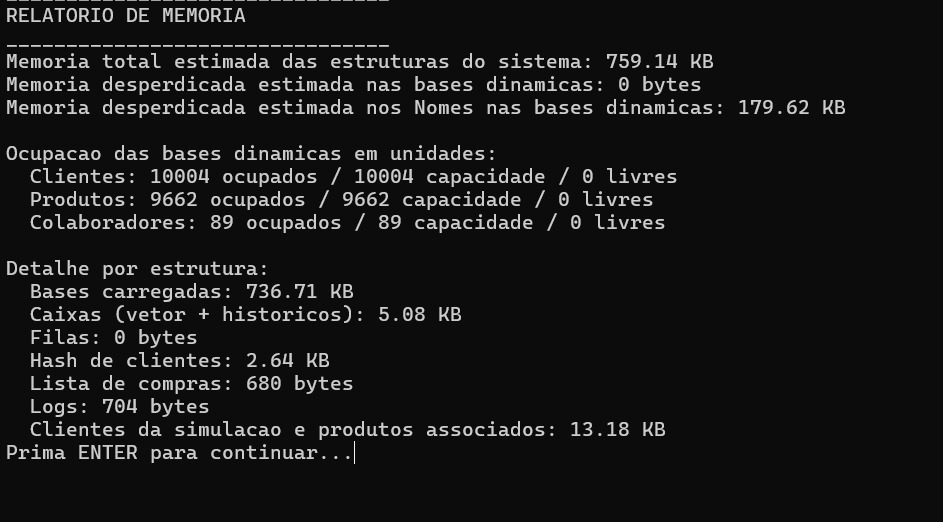 ________________________________
RELATORIO DE MEMORIA
________________________________
Memoria total estimada das estruturas do sistema: 759.14 KB
Memoria desperdicada estimada nas bases dinamicas: 0 bytes
Memoria desperdicada estimada nos Nomes nas bases dinamicas: 179.62 KB

Ocupacao das bases dinamicas em unidades:
  Clientes: 10004 ocupados / 10004 capacidade / 0 livres
  Produtos: 9662 ocupados / 9662 capacidade / 0 livres
  Colaboradores: 89 ocupados / 89 capacidade / 0 livres

Detalhe por estrutura:
  Bases carregadas: 736.71 KB
  Caixas (vetor + historicos): 5.08 KB
  Filas: 0 bytes
  Hash de clientes: 2.64 KB
  Lista de compras: 680 bytes
  Logs: 704 bytes
  Clientes da simulacao e produtos associados: 13.18 KB
Prima ENTER para continuar...